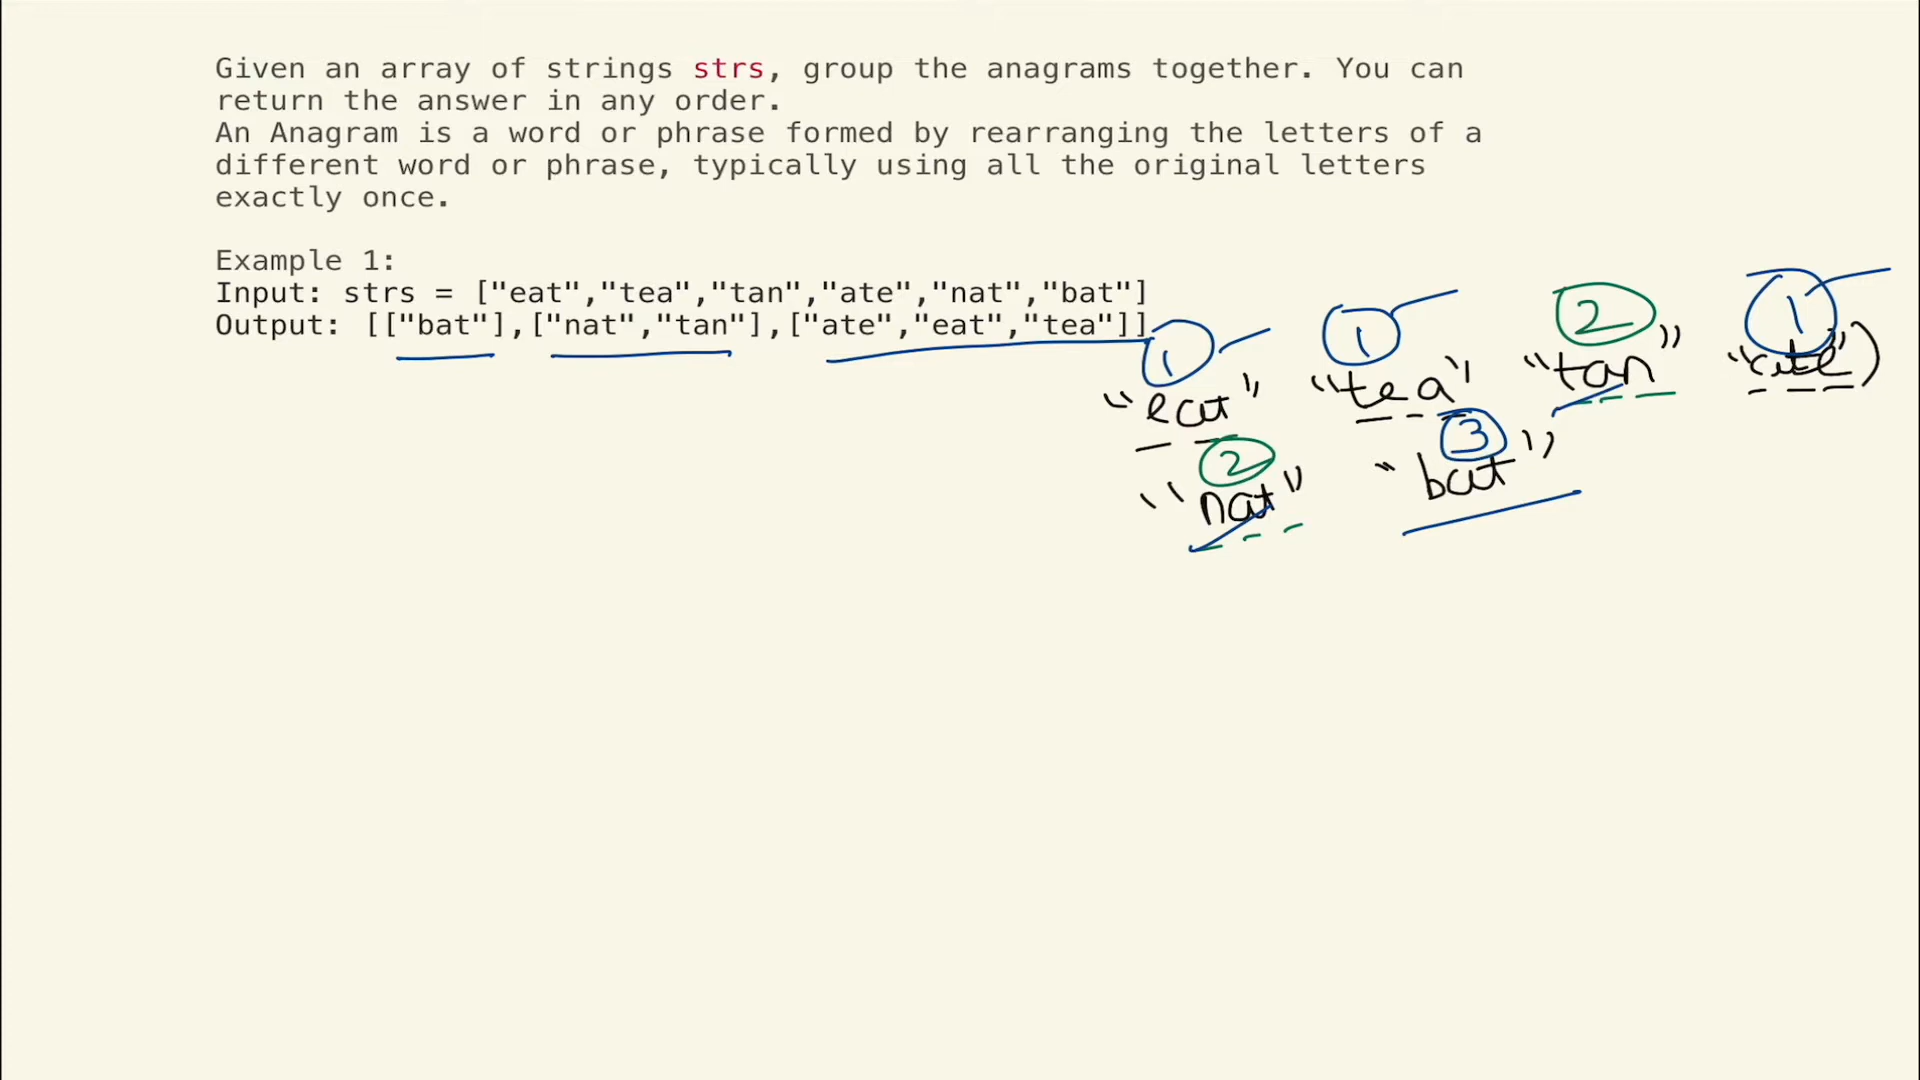 Given an array of strings strs, group the anagrams together. You can
return the answer in any order.
An Anagram is a word or phrase formed by rearranging the letters of a
different word or phrase, typically using all the original letters
exactly once.
Example 1:
Input: strs = ["eat","tea","tan","ate","nat","bat"]
Output: [["bat"],["nat","tan"],["ate","eat","tea"]]
1 1 2 1
"eat" "tea" "tan" "ate"
2 3
"nat" "bat"